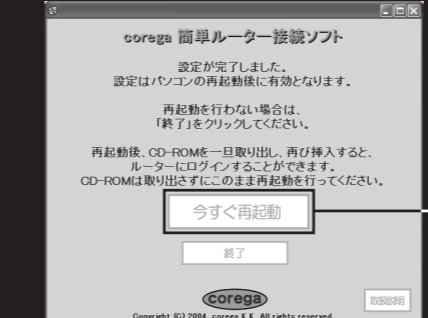 corega 簡単ルーター接続ソフト
設定が完了しました。
設定はパソコンの再起動後に有効となります。
再起動を行わない場合は、
「終了」をクリックしてください。
再起動後、CD-ROMを一旦取り出し、再び挿入すると、
ルーターにログインすることができます。
CD-ROMは取り出さずにこのまま再起動を行ってください。
今すぐ再起動
終了
corega
取扱説明
Copyright (C) 2004 corega K.K. All rights reserved